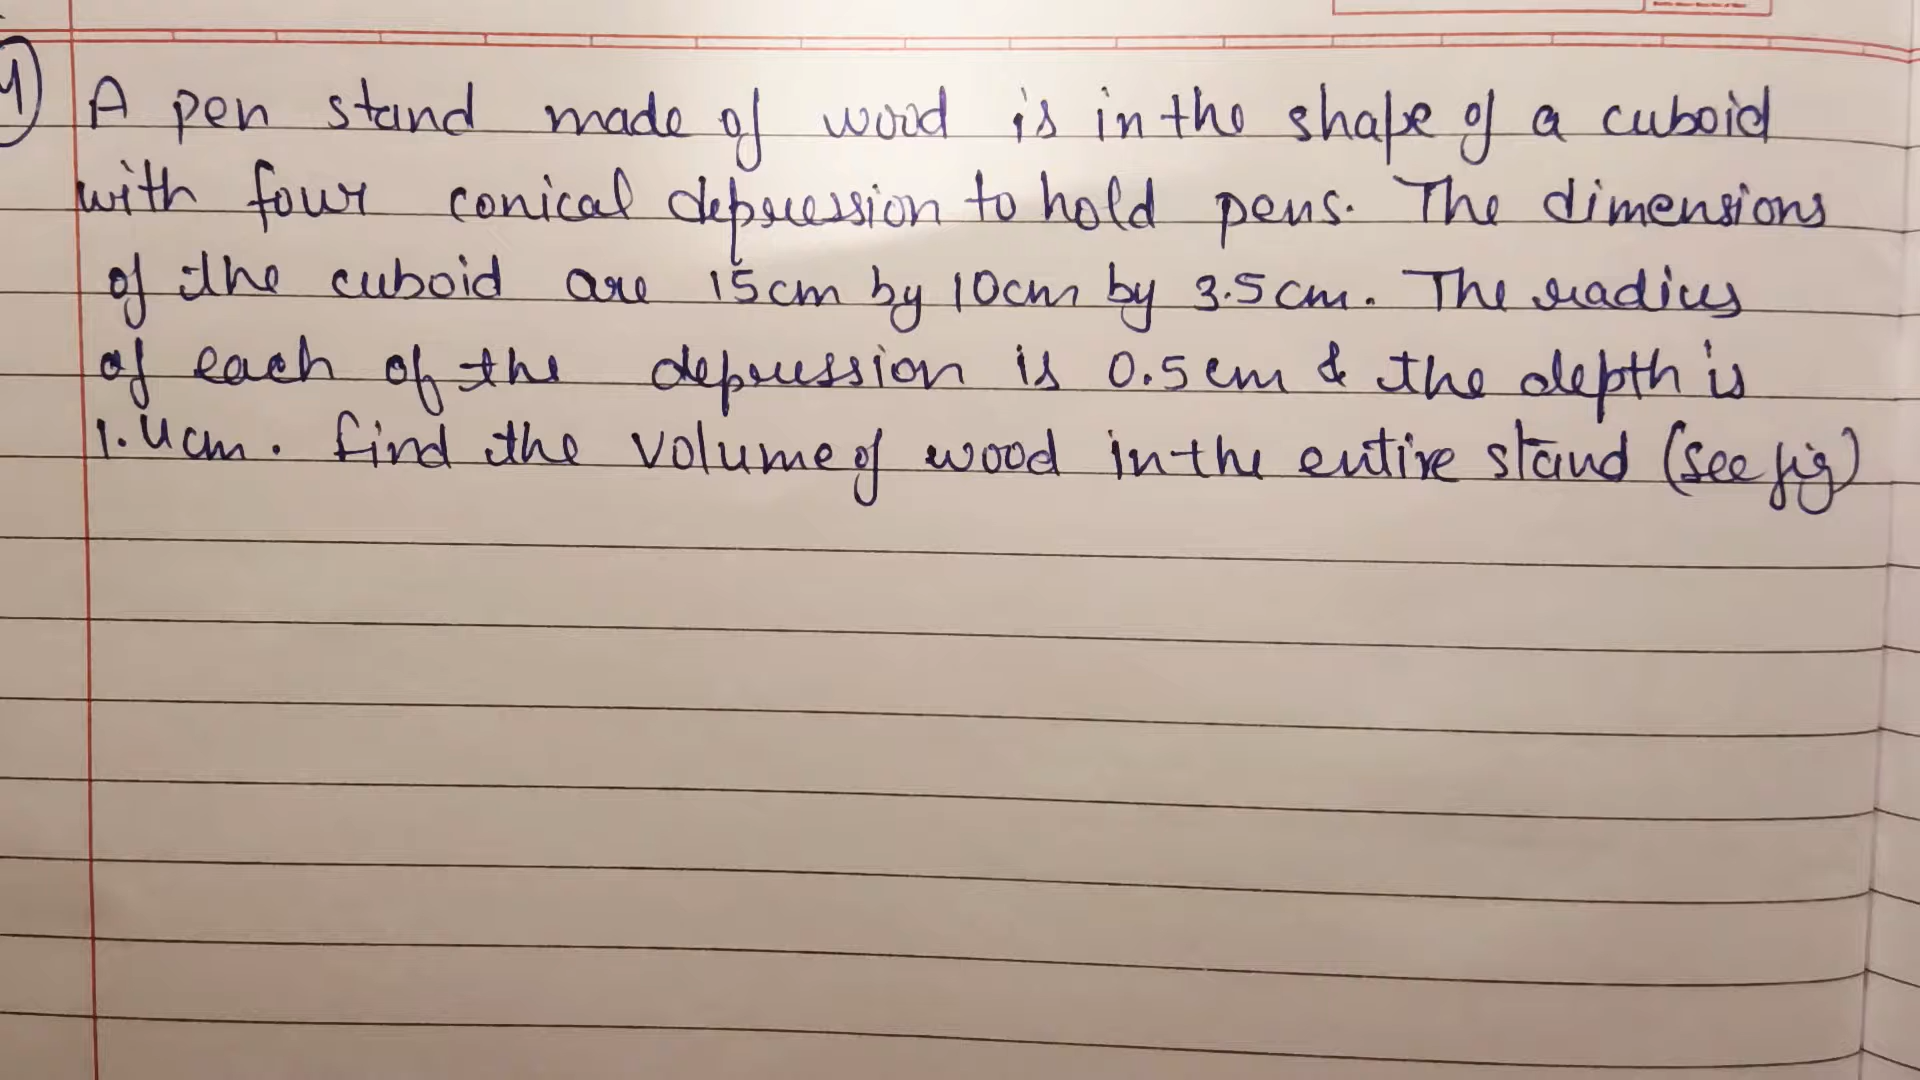 4) A pen stand made of wood is in the shape of a cuboid
with four conical depression to hold pens. The dimensions
of the cuboid are 15cm by 10cm by 3.5cm. The radius
of each of the depression is 0.5cm & the depth is
1.4cm. find the volume of wood in the entire stand (see fig)